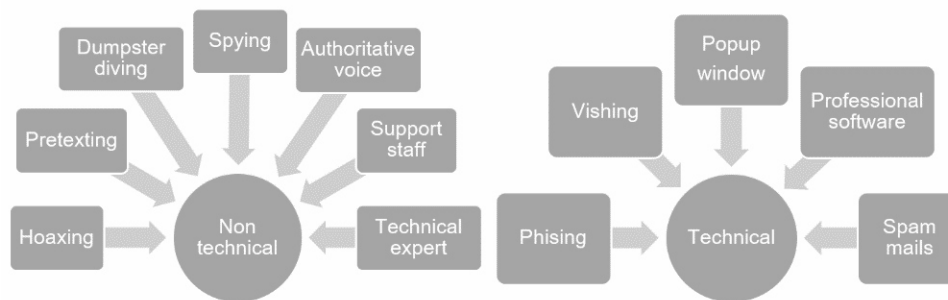 Hoaxing
Pretexting
Dumpster
diving
Spying
Authoritative
voice
Support
staff
Technical
expert
Non
technical
Phising
Vishing
Popup
window
Professional
software
Spam
mails
Technical